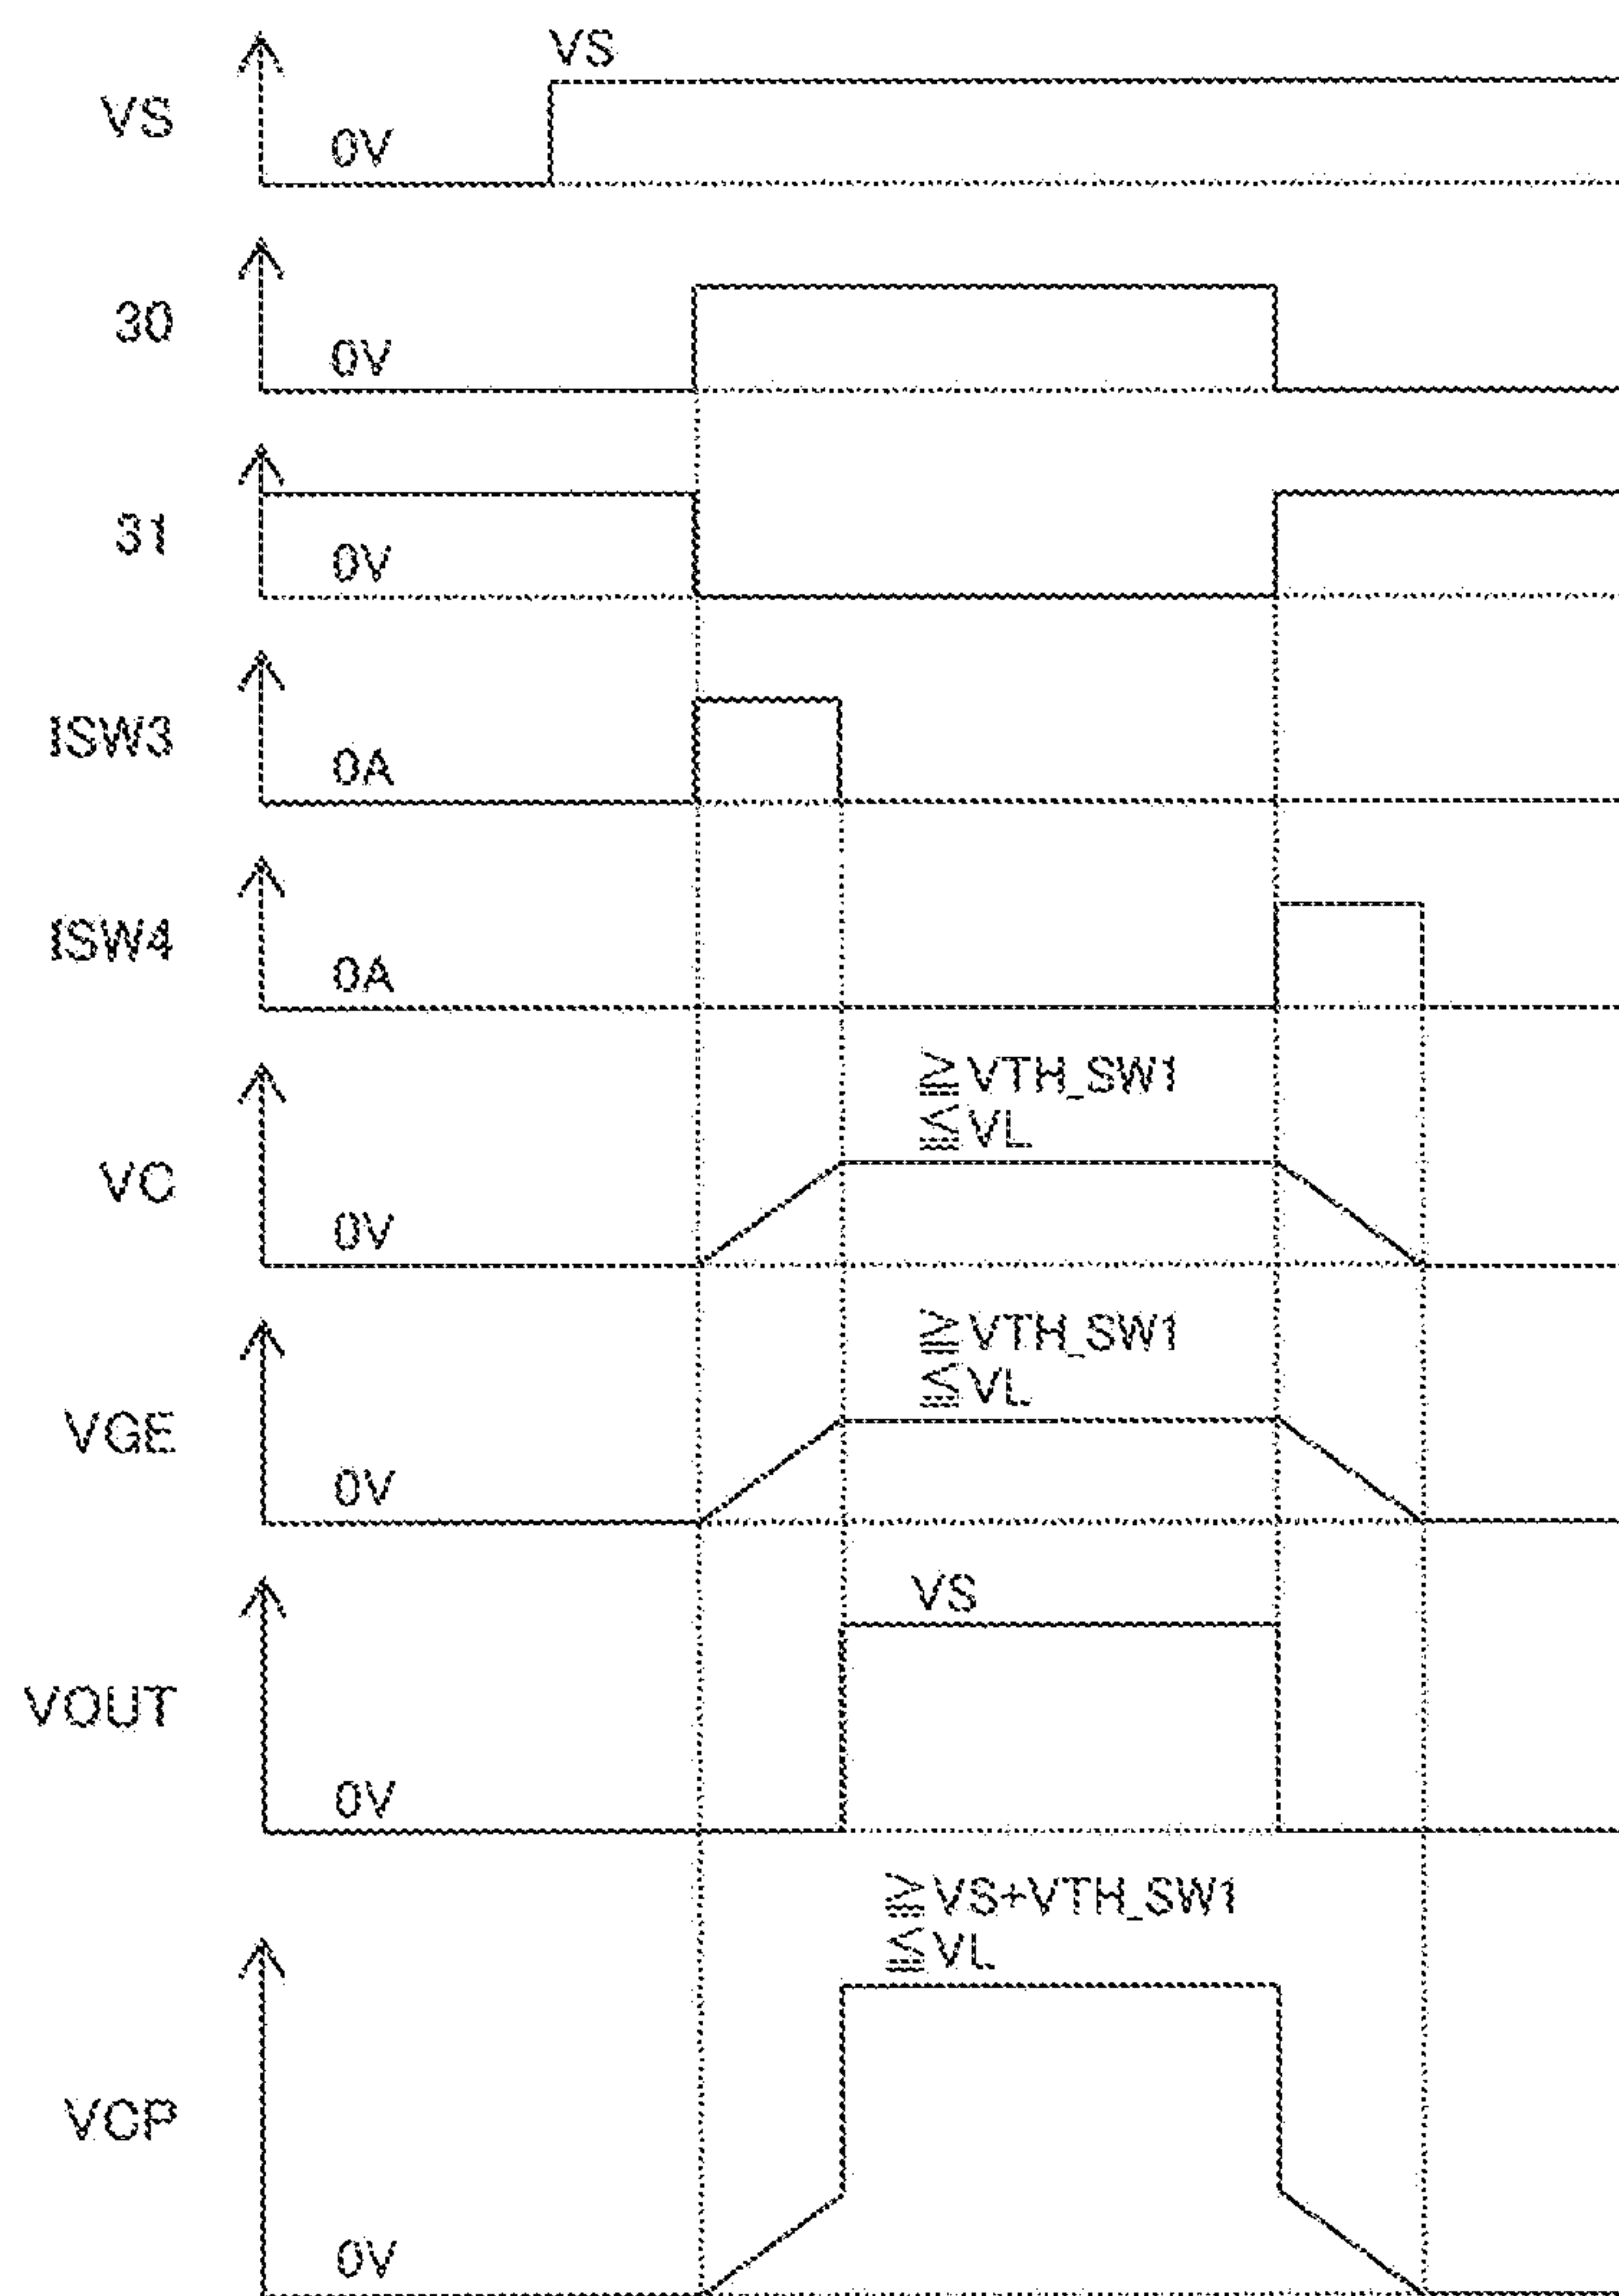 VS
VS
0V
30
0V
31
0V
ISW3
0A
ISW4
0A
≧VTH_SW1
≦VL
VC
0V
≧VTH_SW1
≦VL
VGE
0V
VS
VOUT
0V
≧VS+VTH_SW1
≦VL
VCP
0V